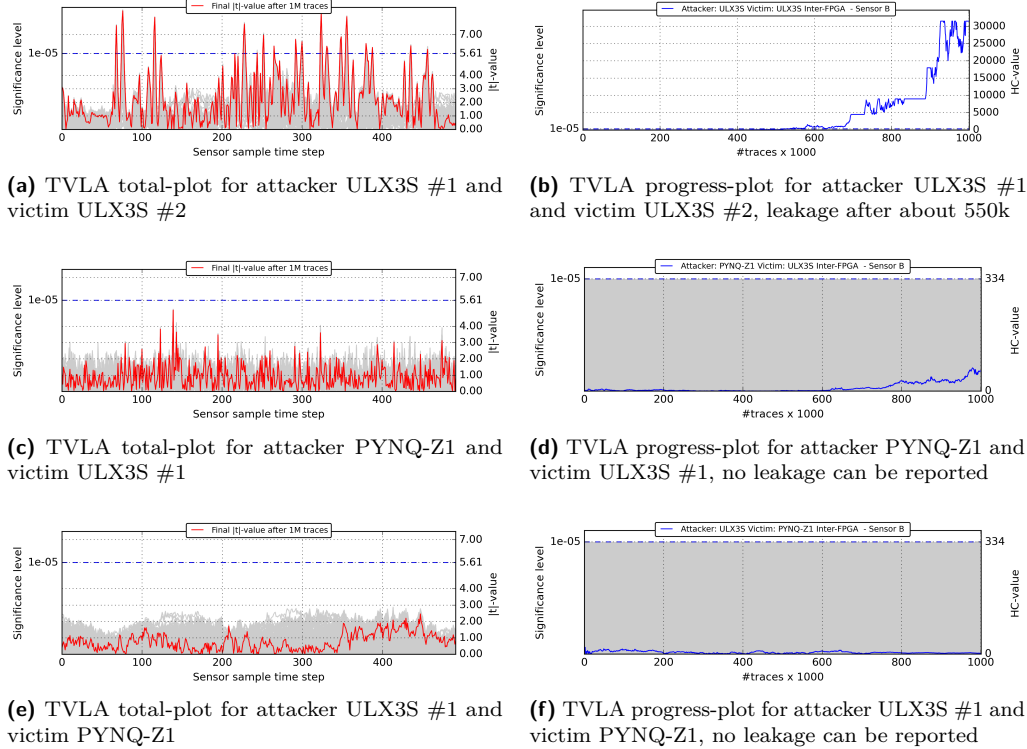 Final |t|-value after 1M traces
Significance level
1e-05
7.00
5.61
4.00
3.00
2.00
1.00
0.00
|t|-value
0 100 200 300 400
Sensor sample time step
(a) TVLA total-plot for attacker ULX3S #1 and
victim ULX3S #2
Attacker: ULX3S Victim: ULX3S Inter-FPGA - Sensor B
Significance level
1e-05
30000
25000
20000
15000
10000
5000
0
HC-value
0 200 400 600 800 1000
#traces x 1000
(b) TVLA progress-plot for attacker ULX3S #1
and victim ULX3S #2, leakage after about 550k
Final |t|-value after 1M traces
Significance level
1e-05
7.00
5.61
4.00
3.00
2.00
1.00
0.00
|t|-value
0 100 200 300 400
Sensor sample time step
(c) TVLA total-plot for attacker PYNQ-Z1 and
victim ULX3S #1
Attacker: PYNQ-Z1 Victim: ULX3S Inter-FPGA - Sensor B
Significance level
1e-05
334
0
HC-value
0 200 400 600 800 1000
#traces x 1000
(d) TVLA progress-plot for attacker PYNQ-Z1 and
victim ULX3S #1, no leakage can be reported
Final |t|-value after 1M traces
Significance level
1e-05
7.00
5.61
4.00
3.00
2.00
1.00
0.00
|t|-value
0 100 200 300 400
Sensor sample time step
(e) TVLA total-plot for attacker ULX3S #1 and
victim PYNQ-Z1
Attacker: ULX3S Victim: PYNQ-Z1 Inter-FPGA - Sensor B
Significance level
1e-05
334
0
HC-value
0 200 400 600 800 1000
#traces x 1000
(f) TVLA progress-plot for attacker ULX3S #1 and
victim PYNQ-Z1, no leakage can be reported